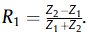 R₁ = (Z₂ − Z₁)/(Z₁ + Z₂).